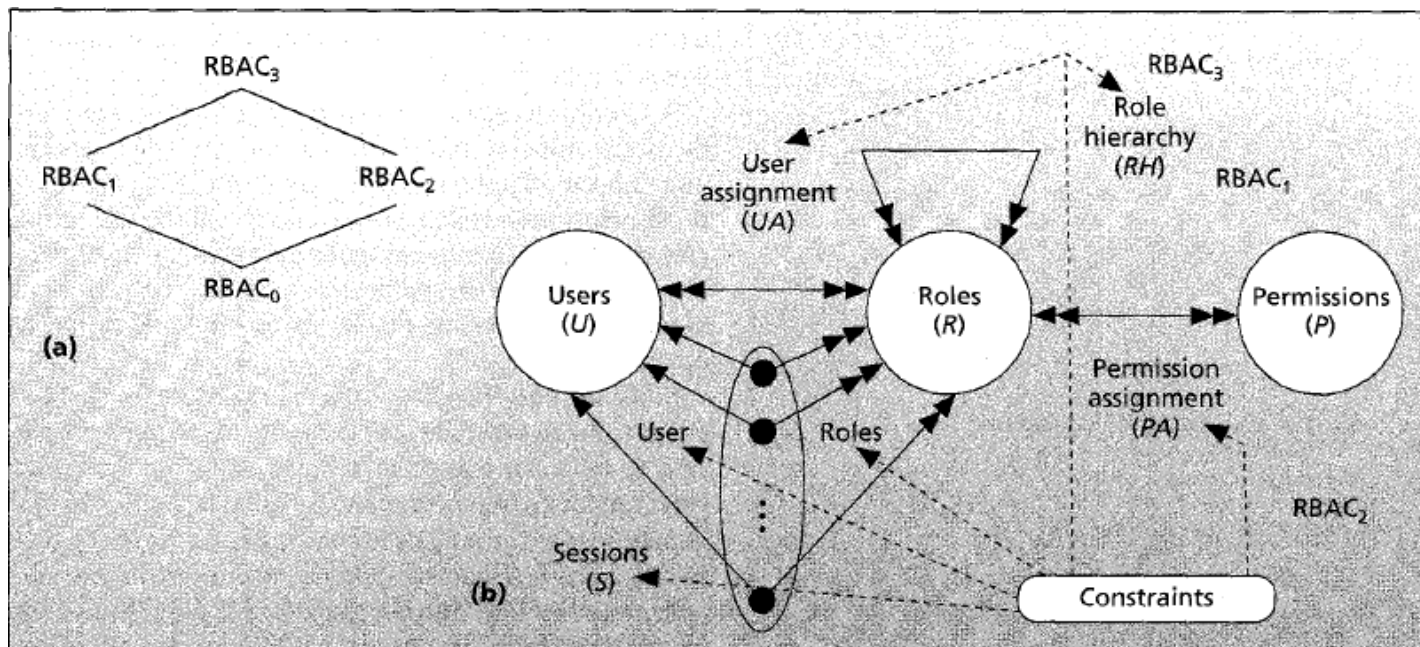 RBAC₃
RBAC₁
RBAC₂
RBAC₀
(a)
RBAC₃
Role
hierarchy
(RH)
RBAC₁
User
assignment
(UA)
Users
(U)
Roles
(R)
Permissions
(P)
Permission
assignment
(PA)
User
Roles
RBAC₂
Sessions
(S)
(b)
Constraints